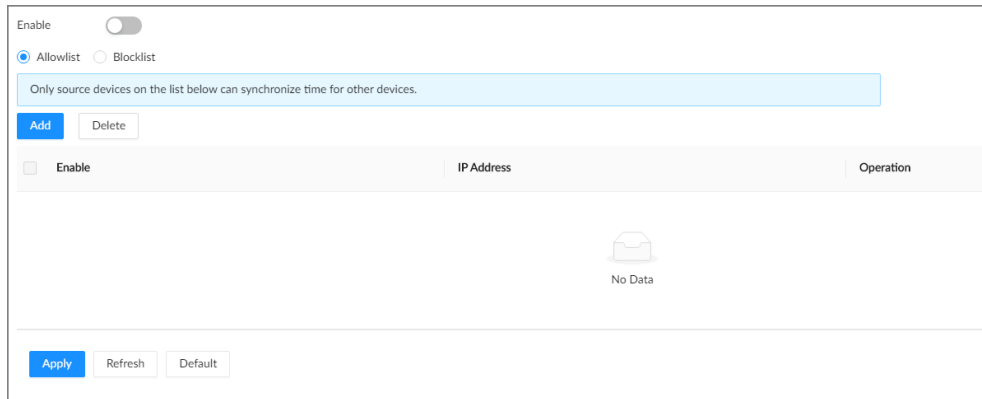 Enable
Allowlist Blocklist
Only source devices on the list below can synchronize time for other devices.
Add Delete
Enable IP Address Operation
No Data
Apply Refresh Default